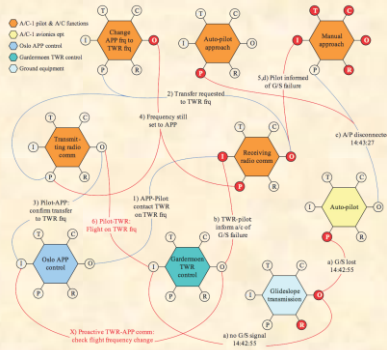 A/C-1 pilot & A/C functions
A/C-1 avionics apt
Oslo APP control
Gardermoen TWR control
Ground equipment
T
C
I
O
P
R
Change
APP frq to
TWR frq
T
C
I
O
P
R
Auto-pilot
approach
T
C
I
O
P
R
Manual
approach
2) Transfer requested
to TWR frq
5,d) Pilot informed
of G/S failure
4) Frequency still
set to APP
c) A/P disconnected
14:43:27
T
C
I
O
P
R
Transmit-
ting radio
comm
T
C
I
O
P
R
Receiving
radio comm
T
C
I
O
P
R
Auto-pilot
3) Pilot-APP:
confirm transfer
to TWR frq
1) APP-Pilot
contact TWR
on TWR frq
6) Pilot-TWR:
Flight on TWR frq
b) TWR-pilot
inform a/c of
G/S failure
T
C
I
O
P
R
Oslo APP
control
T
C
I
O
P
R
Gardermoen
TWR
control
a) G/S lost
14:42:55
T
C
I
O
P
R
Glideslope
transmission
X) Proactive TWR-APP comm:
check flight frequency change
a) no G/S signal
14:42:55